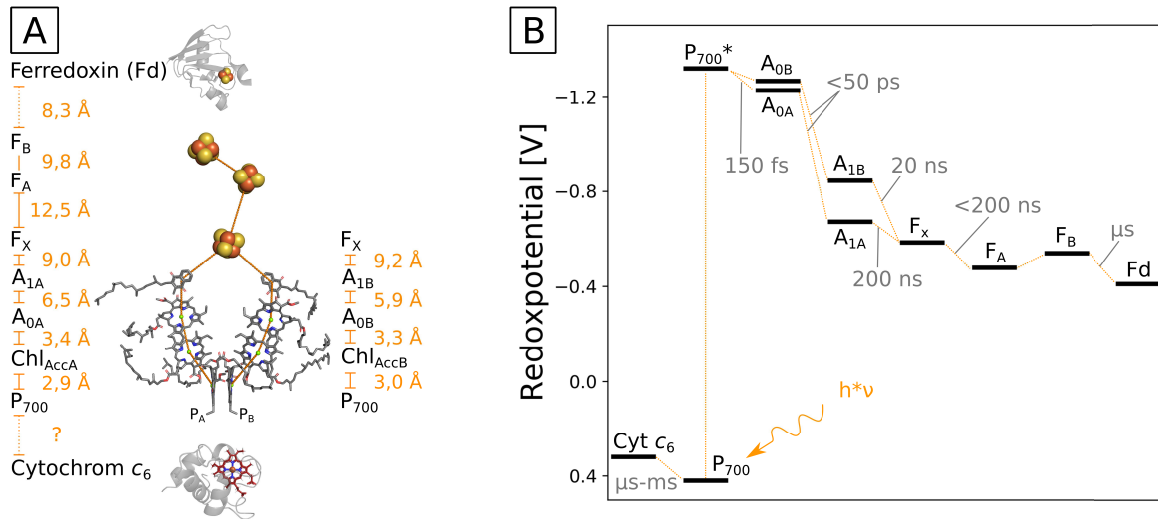 A
Ferredoxin (Fd)
8,3 Å
F_B
9,8 Å
F_A
12,5 Å
F_X
9,0 Å
A_1A
6,5 Å
A_0A
3,4 Å
Chl_AccA
2,9 Å
P_700
?
Cytochrom c_6
P_A P_B
F_X
9,2 Å
A_1B
5,9 Å
A_0B
3,3 Å
Chl_AccB
3,0 Å
P_700
B
Redoxpotential [V]
−1.2
−0.8
−0.4
0.0
0.4
P_700*
A_0B
A_0A
<50 ps
150 fs
A_1B
20 ns
A_1A
200 ns
F_x
<200 ns
F_A
F_B
μs
Fd
h*ν
Cyt c_6
μs-ms
P_700